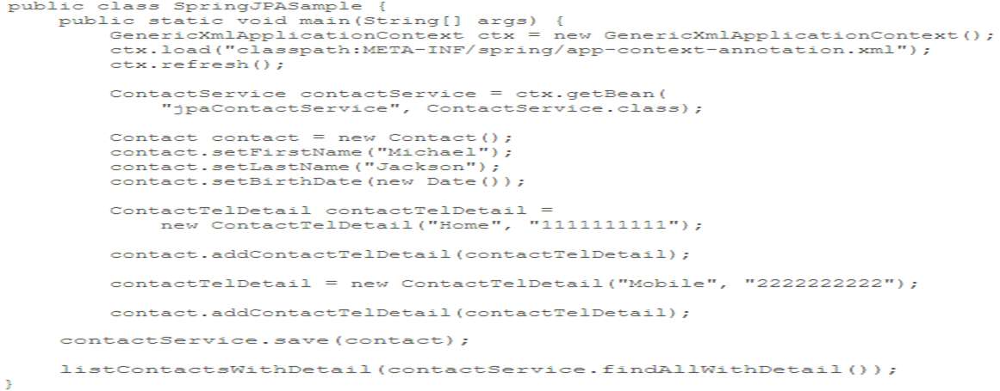 public class SpringJPASample {
    public static void main(String[] args) {
        GenericXmlApplicationContext ctx = new GenericXmlApplicationContext();
        ctx.load("classpath:META-INF/spring/app-context-annotation.xml");
        ctx.refresh();

        ContactService contactService = ctx.getBean(
            "jpaContactService", ContactService.class);

        Contact contact = new Contact();
        contact.setFirstName("Michael");
        contact.setLastName("Jackson");
        contact.setBirthDate(new Date());

        ContactTelDetail contactTelDetail =
            new ContactTelDetail("Home", "1111111111");

        contact.addContactTelDetail(contactTelDetail);

        contactTelDetail = new ContactTelDetail("Mobile", "2222222222");

        contact.addContactTelDetail(contactTelDetail);

    contactService.save(contact);

    listContactsWithDetail(contactService.findAllWithDetail());
}